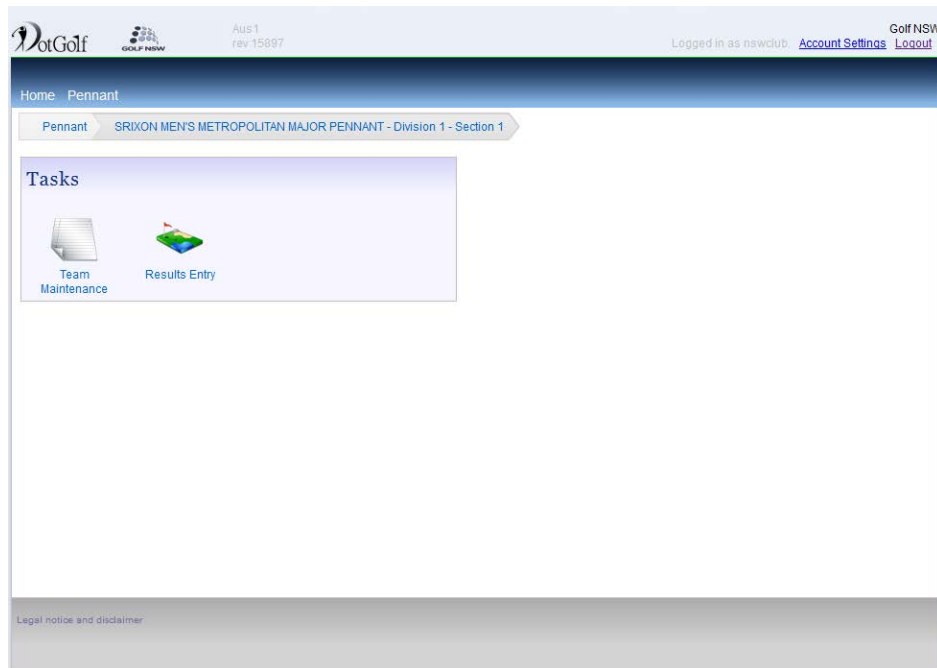 DotGolf
GOLF NSW
Aus1
rev 15897
Golf NSW
Logged in as nswclub. Account Settings Logout
Home Pennant
Pennant SRIXON MEN'S METROPOLITAN MAJOR PENNANT - Division 1 - Section 1
Tasks
Team
Maintenance
Results Entry
Legal notice and disclaimer